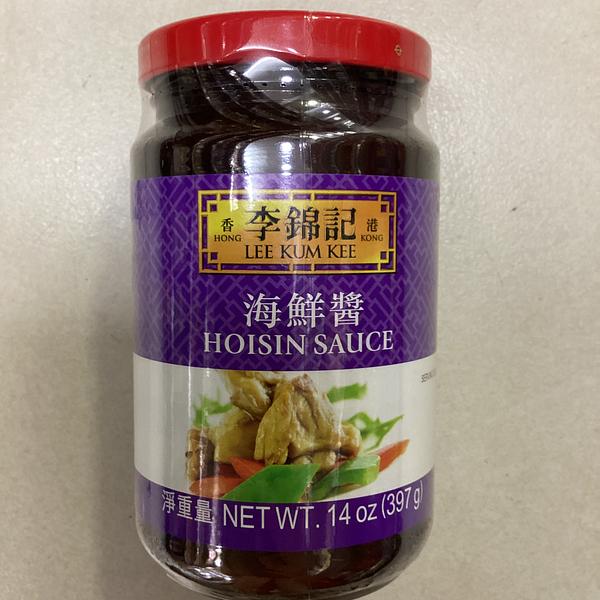 香 李錦記 港
HONG LEE KUM KEE KONG
海鮮醬
HOISIN SAUCE
淨重量 NET WT. 14 oz (397 g)